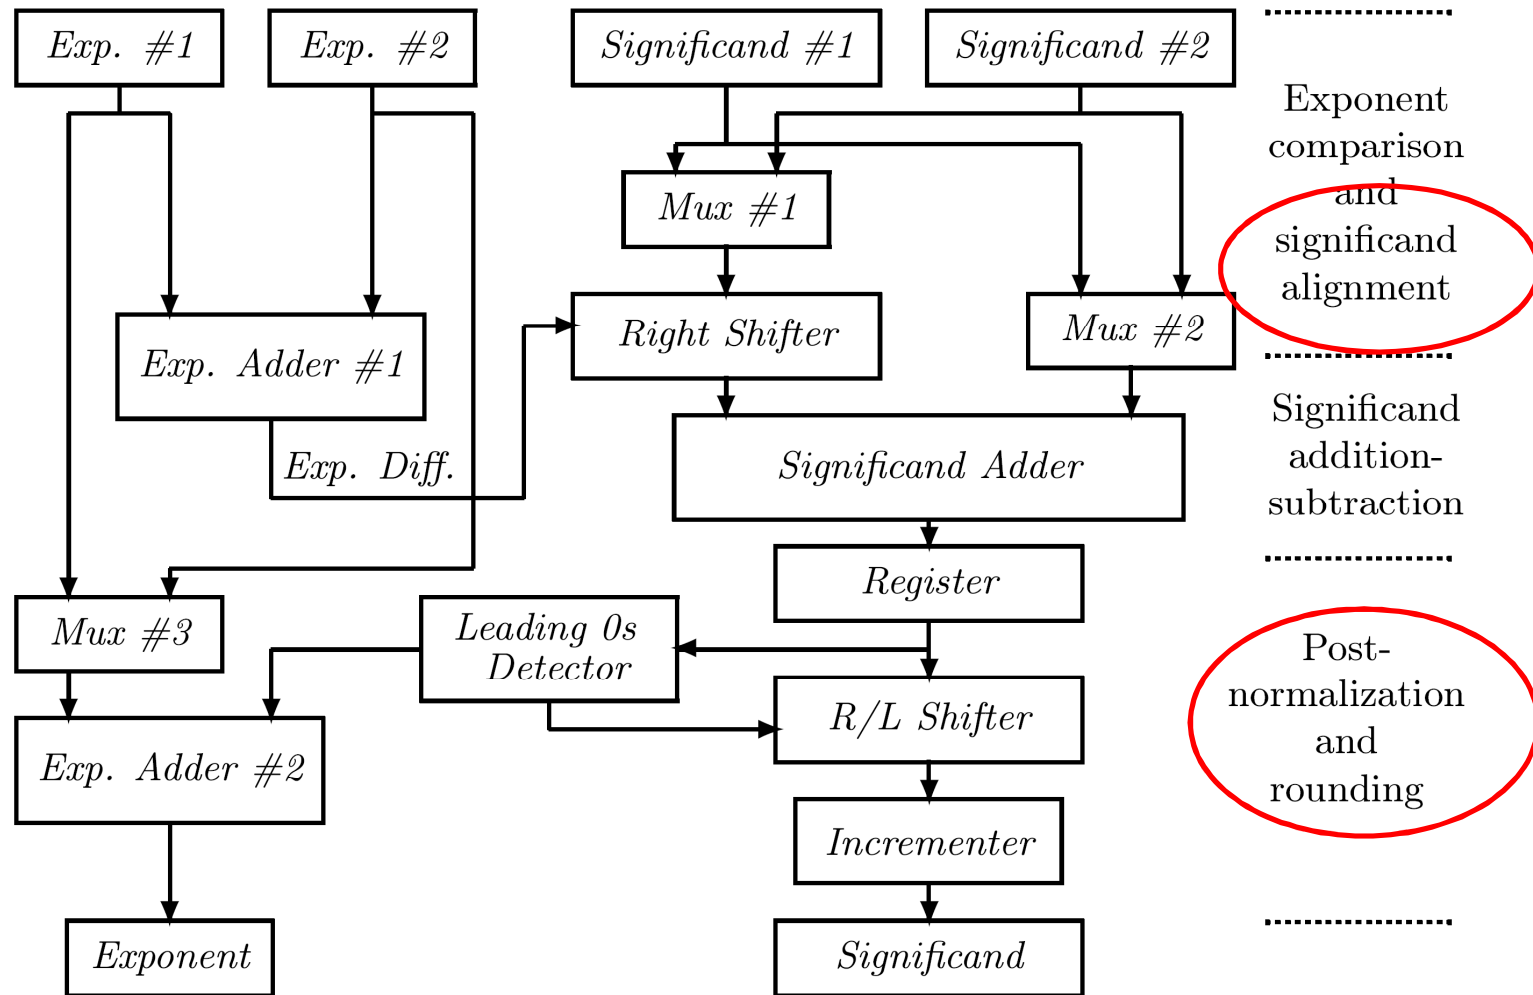 Exp. #1
Exp. #2
Significand #1
Significand #2
Exponent
comparison
and
significand
alignment
Mux #1
Right Shifter
Mux #2
Exp. Adder #1
Exp. Diff.
Significand Adder
Significand
addition-
subtraction
Register
Mux #3
Leading 0s
Detector
R/L Shifter
Post-
normalization
and
rounding
Exp. Adder #2
Incrementer
Exponent
Significand